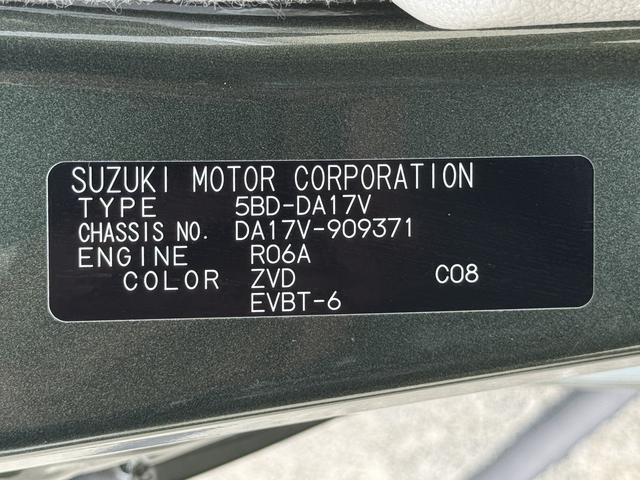 SUZUKI MOTOR CORPORATION
TYPE 5BD-DA17V
CHASSIS NO. DA17V-909371
ENGINE R06A
COLOR ZVD C08
EVBT-6